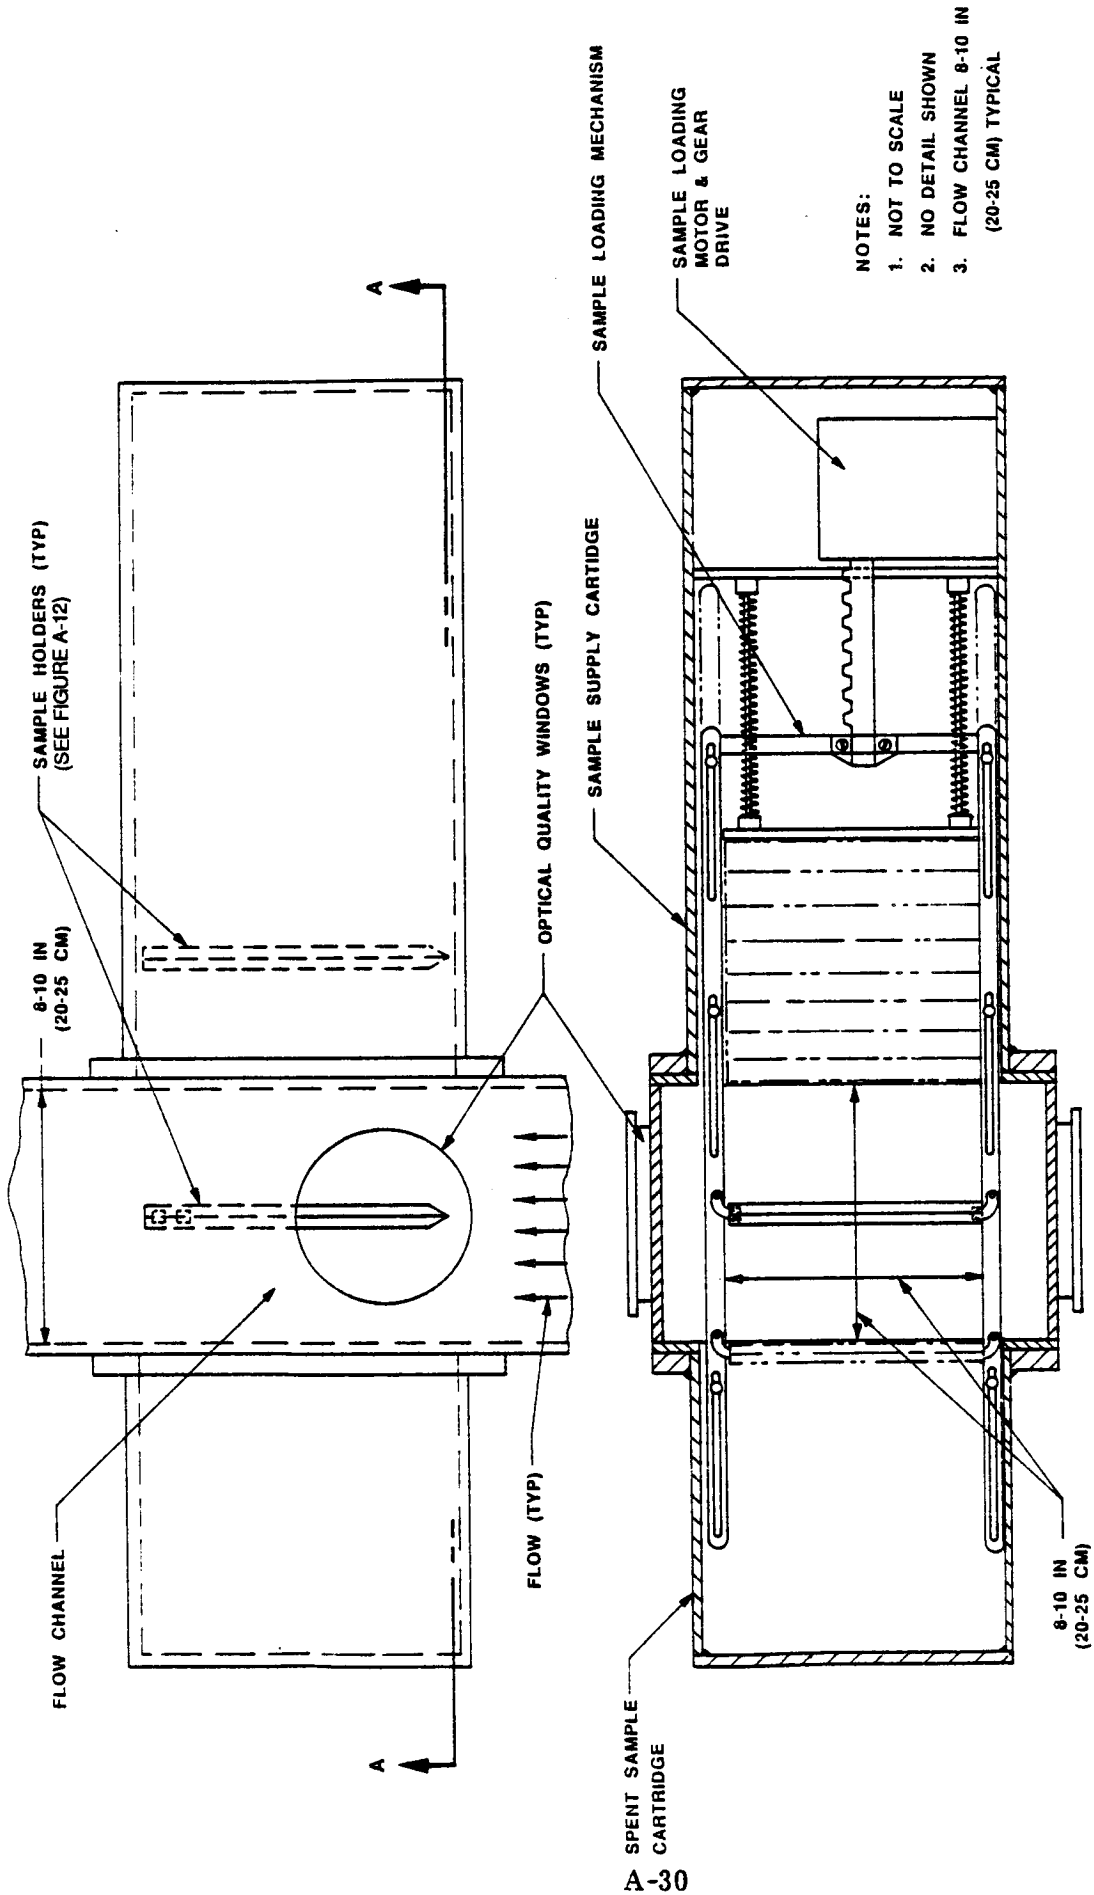 SAMPLE HOLDERS (TYP)
(SEE FIGURE A-12)
8-10 IN
(20-25 CM)
A
A
FLOW CHANNEL
FLOW (TYP)
OPTICAL QUALITY WINDOWS (TYP)
SAMPLE SUPPLY CARTIDGE
SAMPLE LOADING MECHANISM
SAMPLE LOADING
MOTOR & GEAR
DRIVE
SPENT SAMPLE
CARTRIDGE
8-10 IN
(20-25 CM)
NOTES:
1. NOT TO SCALE
2. NO DETAIL SHOWN
3. FLOW CHANNEL 8-10 IN
(20-25 CM) TYPICAL
A-30